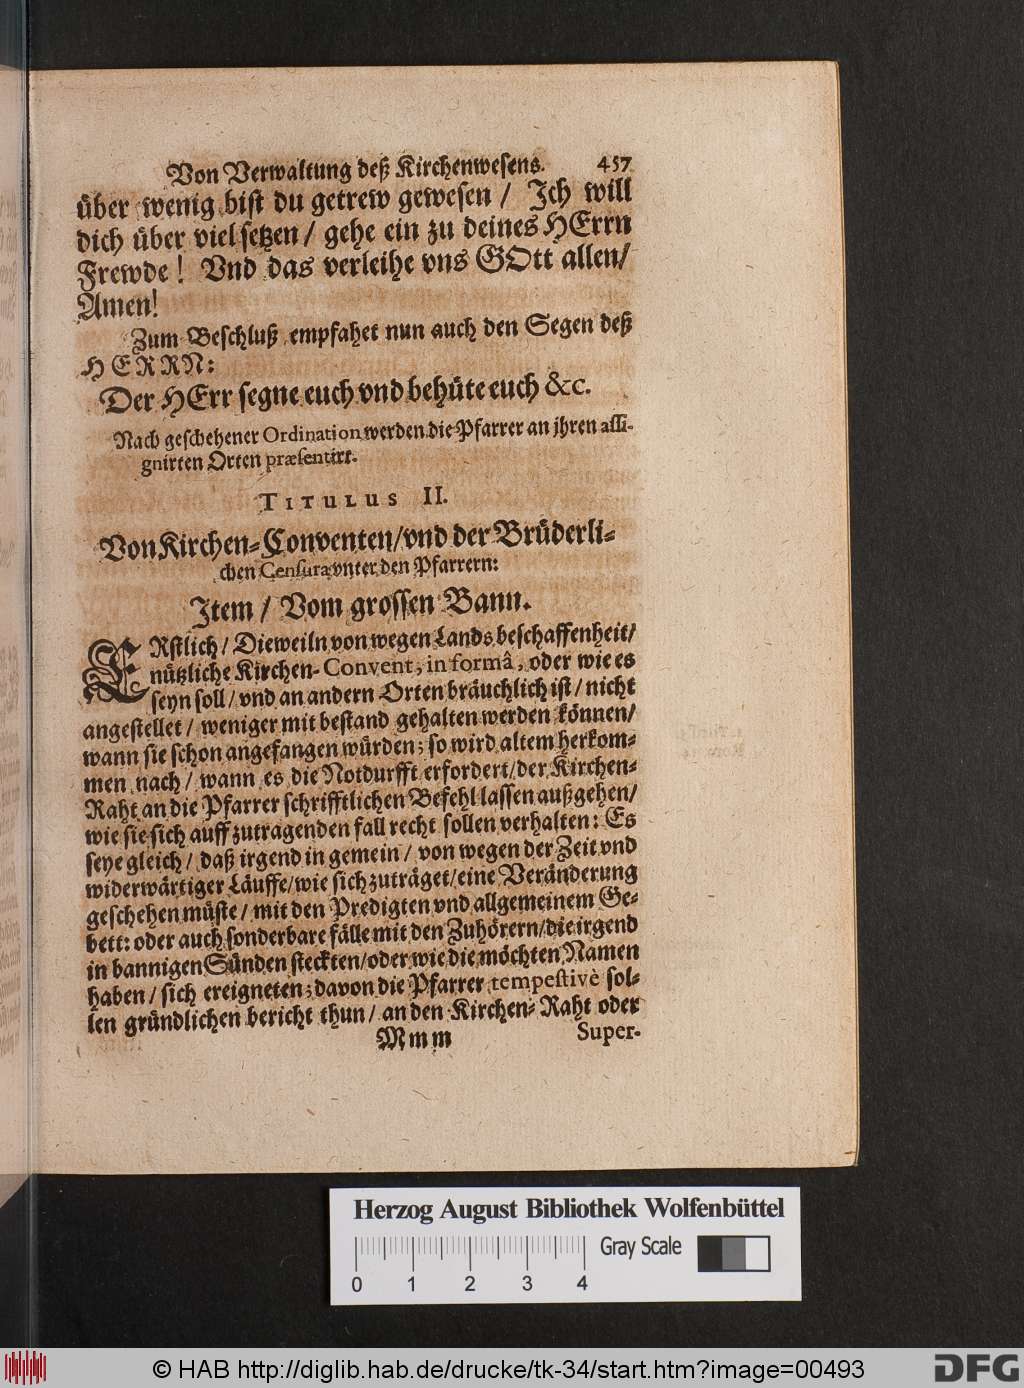 Von Verwaltung deß Kirchenwesens. 457
über wenig bist du getrew gewesen / Ich will
dich über viel setzen / gehe ein zu deines HErrn
Frewde! Vnd das verleihe vns GOtt allen/
Amen!
Zum Beschluß empfahet nun auch den Segen deß
HERRN:
Der HErr segne euch vnd behüte euch &c.
Nach geschehener Ordination werden die Pfarrer an jhren assi-
gnirten Orten præsentirt.
TITULUS II.
Von Kirchen-Conventen/vnd der Brüderli-
chen Censura vnter den Pfarrern:
Item / Vom grossen Bann.
ERstlich / Dieweiln von wegen Lands beschaffenheit/
nützliche Kirchen-Convent, in formâ, oder wie es
seyn soll / vnd an andern Orten bräuchlich ist / nicht
angestellet / weniger mit bestand gehalten werden können/
wann sie schon angefangen würden; so wird altem herkom-
men nach / wann es die Notdurfft erfordert/der Kirchen-
Raht an die Pfarrer schrifftlichen Befehl lassen außgehen/
wie sie sich auff zutragenden fall recht sollen verhalten: Es
seye gleich / daß irgend in gemein / von wegen der Zeit vnd
widerwärtiger Läuffe/wie sich zuträget/eine Veränderung
geschehen müste / mit den Predigten vnd allgemeinem Ge-
bett: oder auch sonderbare fälle mit den Zuhörern/die irgend
in bannigen Sünden steckten/oder wie die möchten Namen
haben / sich ereigneten; davon die Pfarrer tempestivè sol-
len gründlichen bericht thun / an den Kirchen-Raht oder
Mmm Super-
Herzog August Bibliothek Wolfenbüttel
Gray Scale
0 1 2 3 4
© HAB http://diglib.hab.de/drucke/tk-34/start.htm?image=00493
DFG